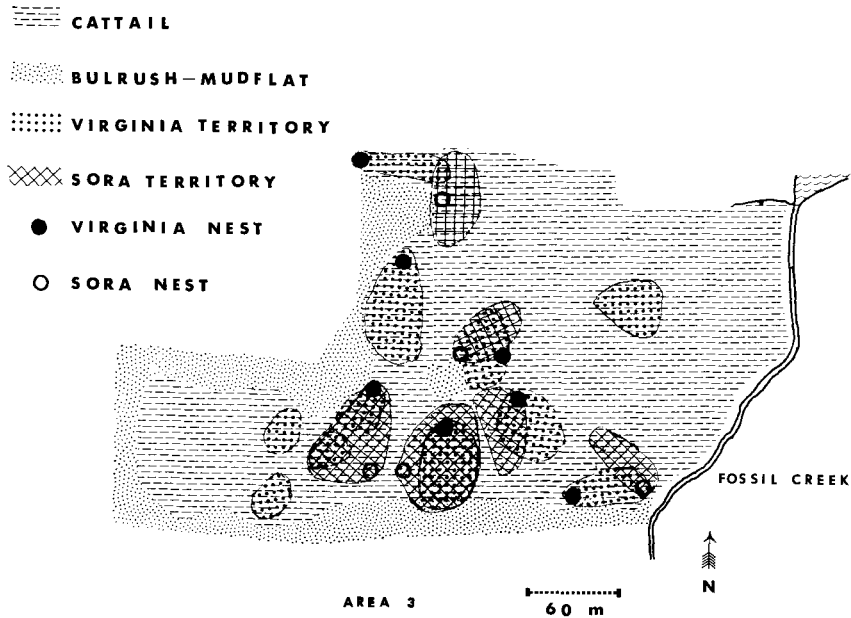 CATTAIL
BULRUSH—MUDFLAT
VIRGINIA TERRITORY
SORA TERRITORY
VIRGINIA NEST
SORA NEST
FOSSIL CREEK
N
AREA 3
60 m